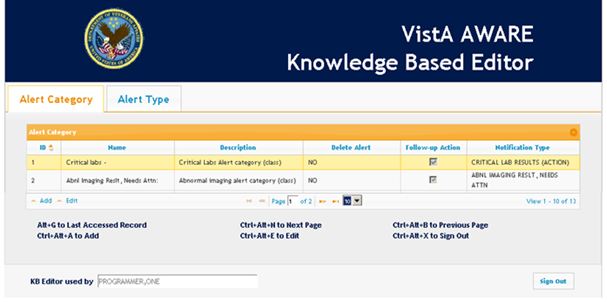 VistA AWARE
Knowledge Based Editor
Alert Category
Alert Type
Alert Category
ID Name Description Delete Alert Follow-up Action Notification Type
1 Critical labs - Critical Labs Alert category (class) NO CRITICAL LAB RESULTS (ACTION)
2 Abnl Imaging Reslt, Needs Attn: Abnormal imaging alert category (class) NO ABNL IMAGING RESLT, NEEDS
ATTN
Add Edit Page 1 of 2 10 View 1 - 10 of 13
Alt+G to Last Accessed Record Ctrl+Alt+N to Next Page Ctrl+Alt+B to Previous Page
Ctrl+Alt+A to Add Ctrl+Alt+E to Edit Ctrl+Alt+X to Sign Out
KB Editor used by PROGRAMMER,ONE Sign Out